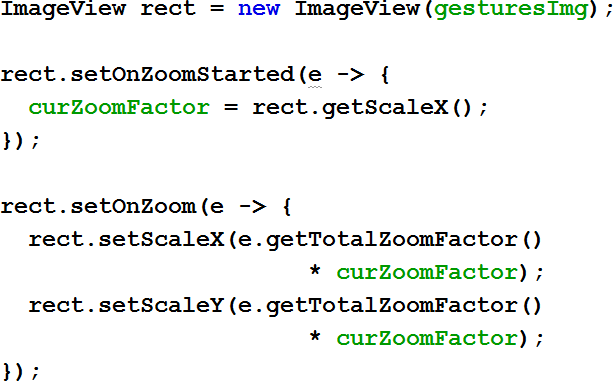 ImageView rect = new ImageView(gesturesImg);
rect.setOnZoomStarted(e -> {
curZoomFactor = rect.getScaleX();
});
rect.setOnZoom(e -> {
rect.setScaleX(e.getTotalZoomFactor()
* curZoomFactor);
rect.setScaleY(e.getTotalZoomFactor()
* curZoomFactor);
});